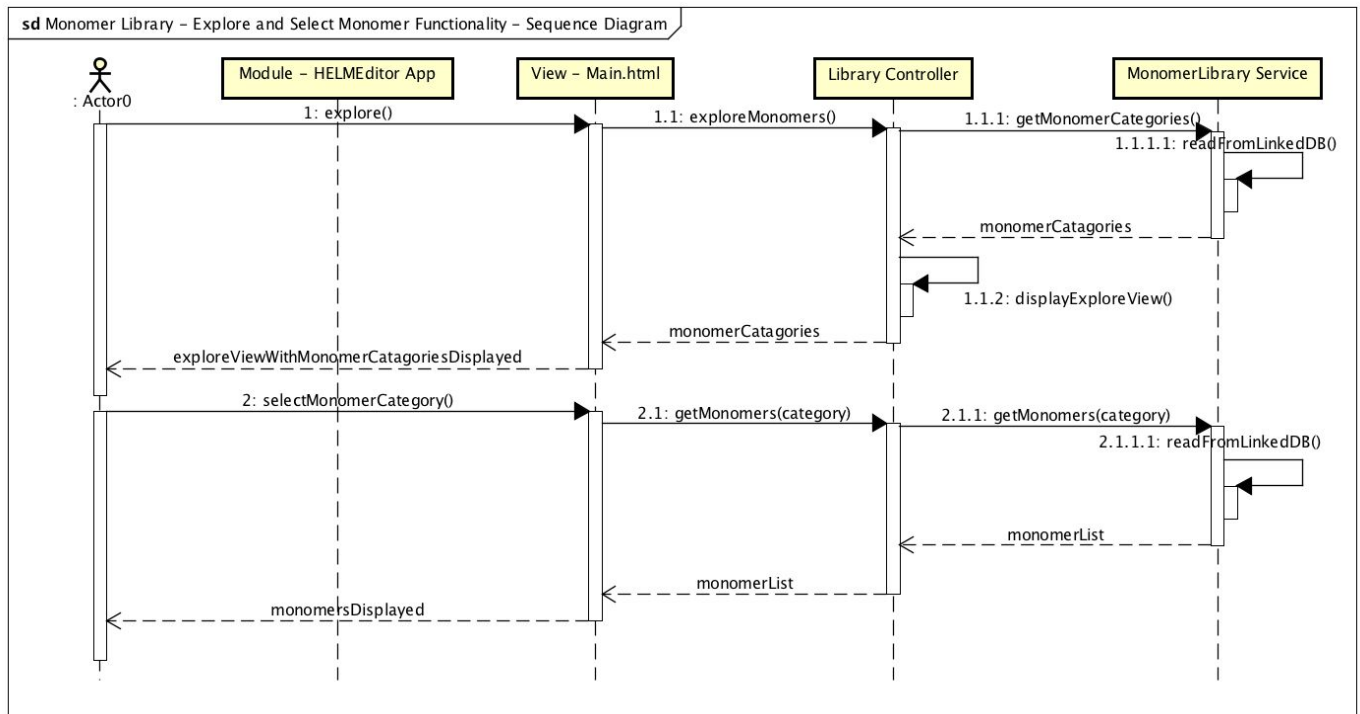 sd Monomer Library – Explore and Select Monomer Functionality – Sequence Diagram
: Actor0
Module – HELMEditor App
View – Main.html
Library Controller
MonomerLibrary Service
1: explore()
1.1: exploreMonomers()
1.1.1: getMonomerCategories()
1.1.1.1: readFromLinkedDB()
monomerCatagories
1.1.2: displayExploreView()
monomerCatagories
exploreViewWithMonomerCatagoriesDisplayed
2: selectMonomerCategory()
2.1: getMonomers(category)
2.1.1: getMonomers(category)
2.1.1.1: readFromLinkedDB()
monomerList
monomerList
monomersDisplayed